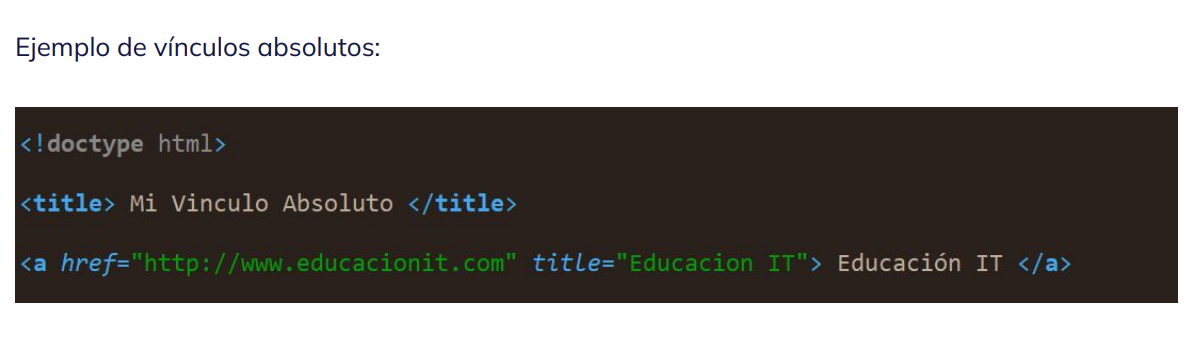 Ejemplo de vínculos absolutos:
<!doctype html>
<title> Mi Vinculo Absoluto </title>
<a href="http://www.educacionit.com" title="Educacion IT"> Educación IT </a>